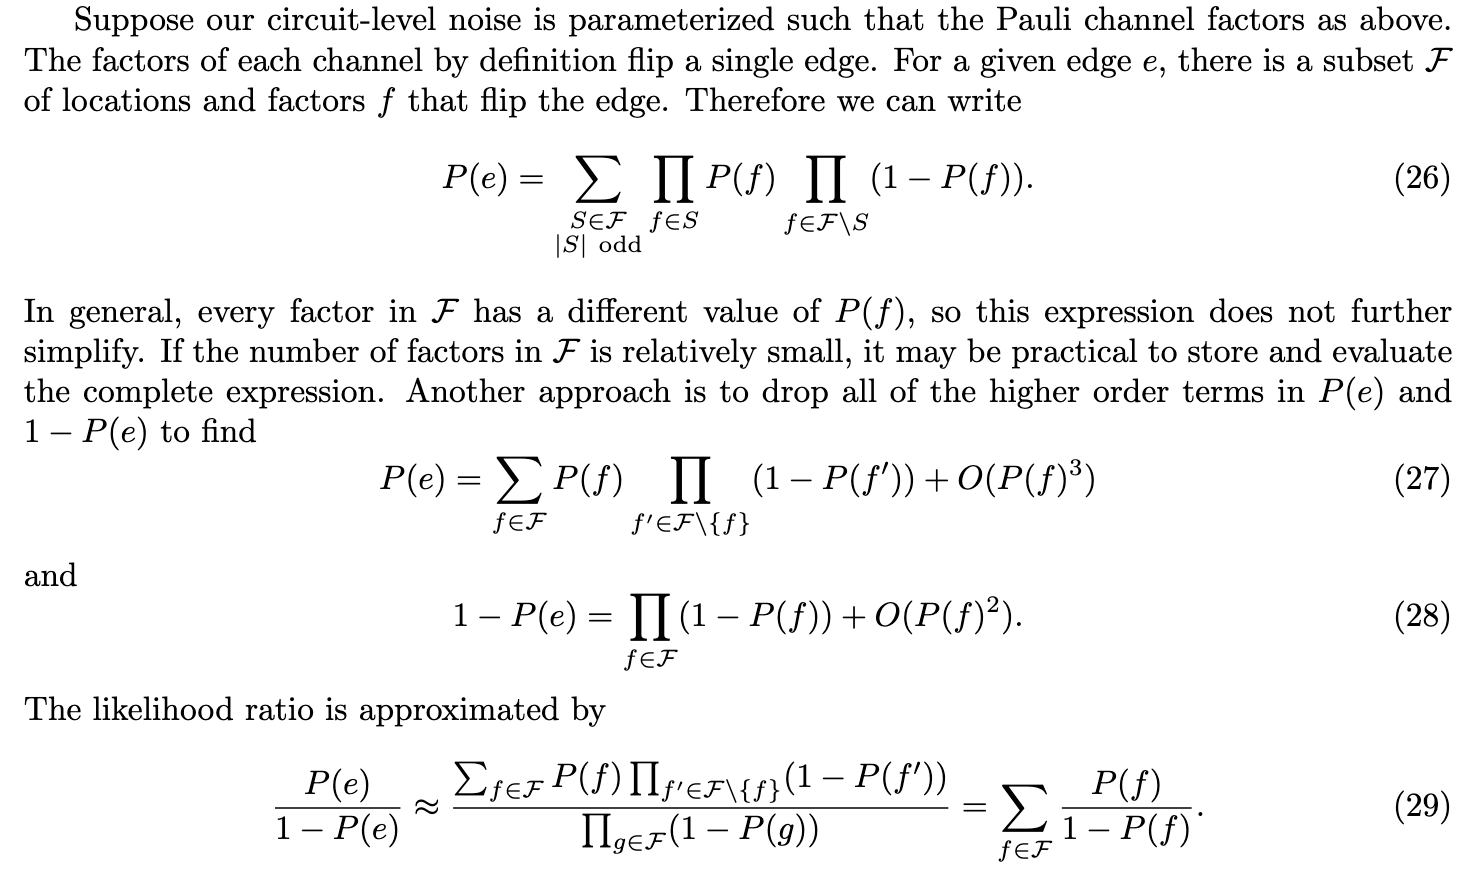 Suppose our circuit-level noise is parameterized such that the Pauli channel factors as above.
The factors of each channel by definition flip a single edge. For a given edge e, there is a subset ℱ
of locations and factors f that flip the edge. Therefore we can write
P(e) = ∑_{S∈ℱ, |S| odd} ∏_{f∈S} P(f) ∏_{f∈ℱ\S} (1 − P(f)). (26)
In general, every factor in ℱ has a different value of P(f), so this expression does not further
simplify. If the number of factors in ℱ is relatively small, it may be practical to store and evaluate
the complete expression. Another approach is to drop all of the higher order terms in P(e) and
1 − P(e) to find
P(e) = ∑_{f∈ℱ} P(f) ∏_{f′∈ℱ\{f}} (1 − P(f′)) + O(P(f)³) (27)
and
1 − P(e) = ∏_{f∈ℱ} (1 − P(f)) + O(P(f)²). (28)
The likelihood ratio is approximated by
P(e) / (1 − P(e)) ≈ ∑_{f∈ℱ} P(f) ∏_{f′∈ℱ\{f}} (1 − P(f′)) / ∏_{g∈ℱ} (1 − P(g)) = ∑_{f∈ℱ} P(f) / (1 − P(f)). (29)